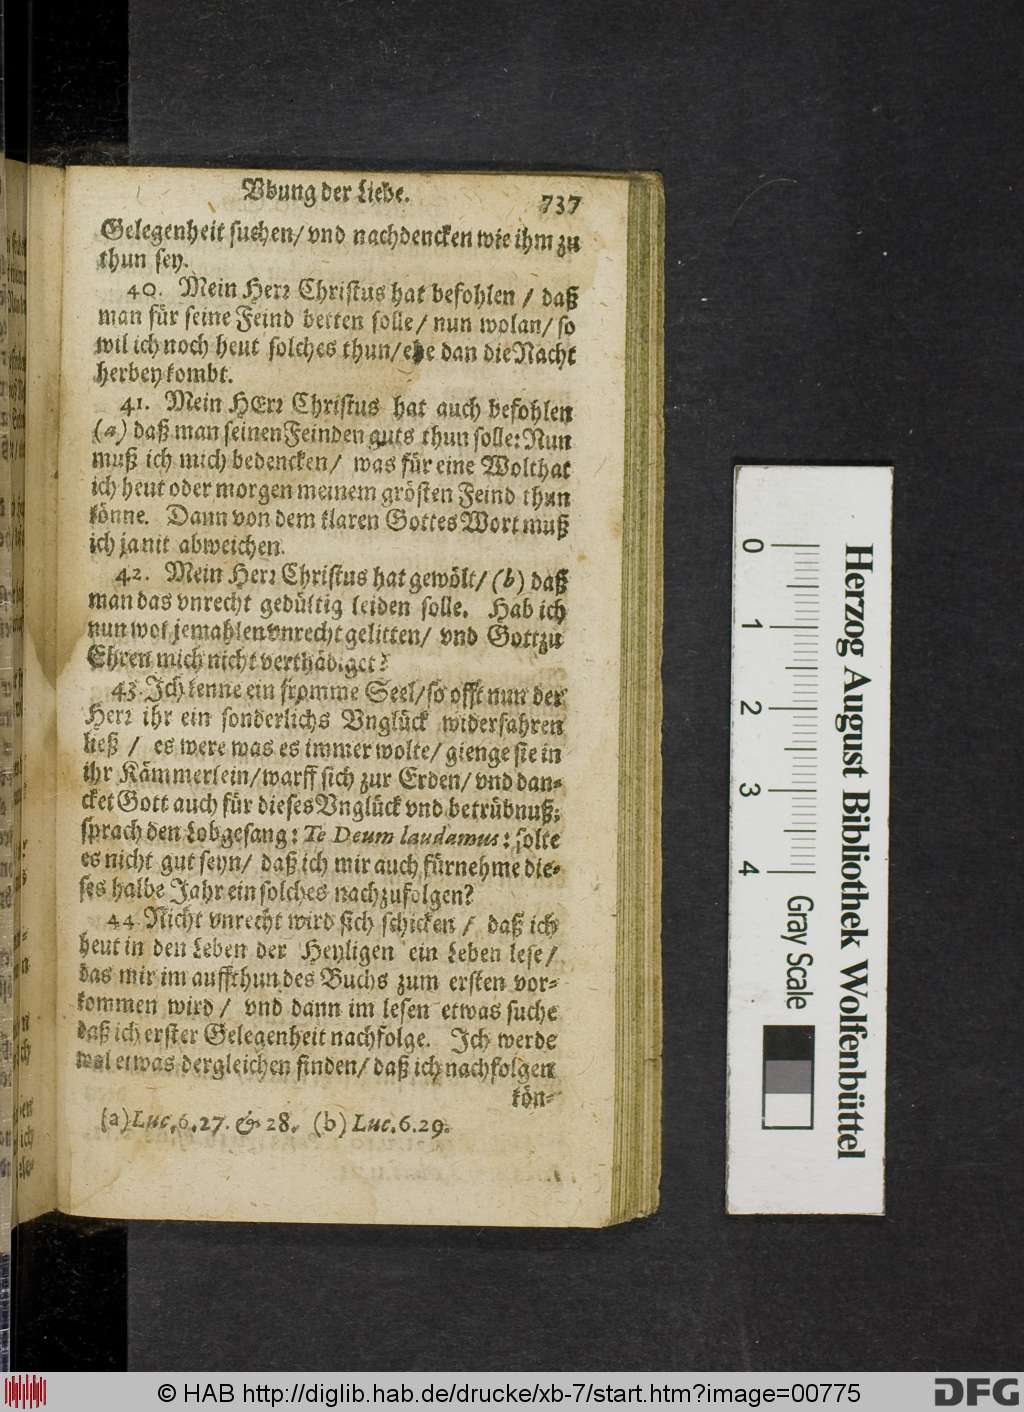 Vbung der Liebe. 737
Gelegenheit suchen/ vnd nachdencken wie ihm zu
thun sey.
40. Mein Herr Christus hat befohlen / daß
man für seine Feind betten solle/ nun wolan/ so
wil ich noch heut solches thun/ ehe dan die Nacht
herbey kombt.
41. Mein HErr Christus hat auch befohlen
(a) daß man seinen Feinden guts thun solle: Nun
muß ich mich bedencken/ was für eine Wolthat
ich heut oder morgen meinem grösten Feind thun
könne. Dann von dem klaren Gottes Wort muß
ich ja nit abweichen.
42. Mein Herr Christus hat gewölt/ (b) daß
man das vnrecht gedültig leiden solle. Hab ich
nun wol jemahlen vnrecht gelitten/ vnd Gott zu
Ehren mich nicht verthädiget?
43. Ich kenne ein fromme Seel/ so offt nun der
Herr ihr ein sonderlichs Vnglück widerfahren
ließ / es were was es immer wolte/ gienge sie in
ihr Kämmerlein/ warff sich zur Erden/ vnd dan=
cket Gott auch für dieses Vnglück vnd betrübnuß;
sprach den Lobgesang: Te Deum laudamus: solte
es nicht gut seyn/ daß ich mir auch fürnehme die=
ses halbe Jahr ein solches nachzufolgen?
44 Nicht vnrecht wird sich schicken / daß ich
heut in den Leben der Heyligen ein Leben lese/
das mir im auffthun des Buchs zum ersten vor=
kommen wird / vnd dann im lesen etwas suche
daß ich erster Gelegenheit nachfolge. Ich werde
wol etwas dergleichen finden/ daß ich nachfolgen
kön=
(a) Luc. 6. 27. & 28. (b) Luc. 6. 29.
0 1 2 3 4
Gray Scale
Herzog August Bibliothek Wolfenbüttel
© HAB http://diglib.hab.de/drucke/xb-7/start.htm?image=00775
DFG